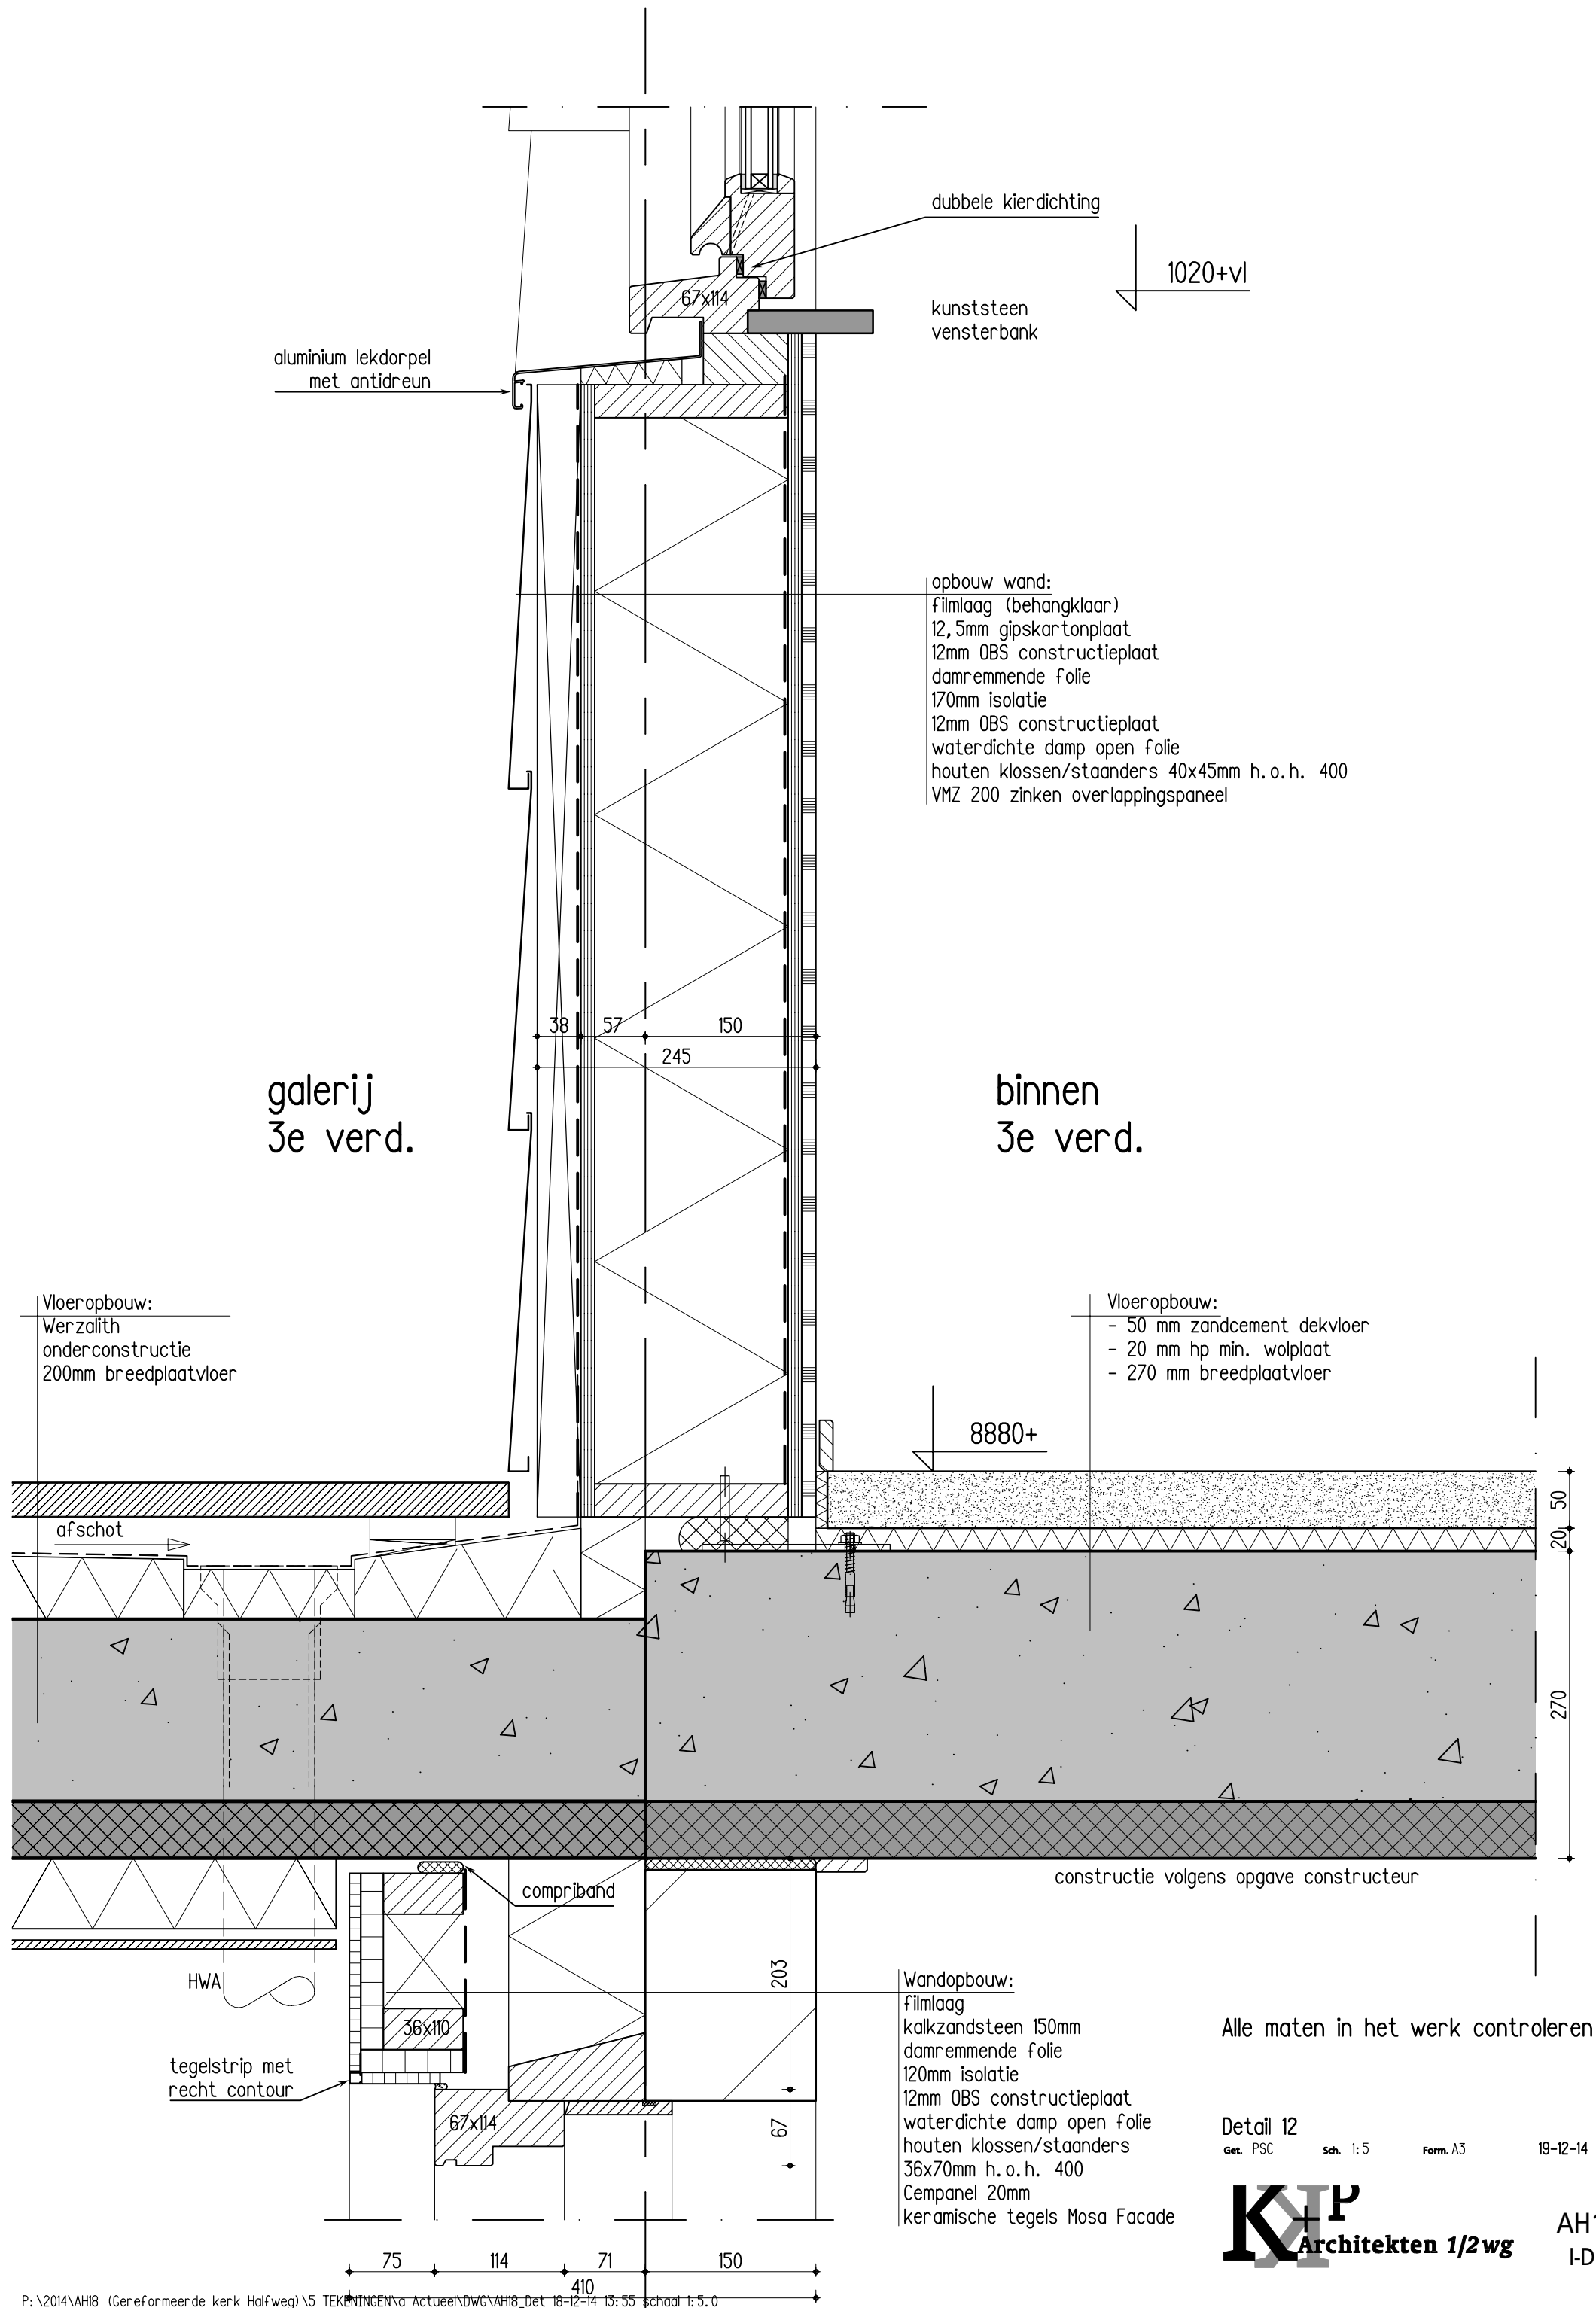 dubbele kierdichting
1020+vl
67x114
kunststeen
vensterbank
aluminium lekdorpel
met antidreun
opbouw wand:
filmlaag (behangklaar)
12,5mm gipskartonplaat
12mm OBS constructieplaat
damremmende folie
170mm isolatie
12mm OBS constructieplaat
waterdichte damp open folie
houten klossen/staanders 40x45mm h.o.h. 400
VMZ 200 zinken overlappingspaneel
38 57 150
245
galerij
3e verd.
binnen
3e verd.
Vloeropbouw:
Werzalith
onderconstructie
200mm breedplaatvloer
Vloeropbouw:
- 50 mm zandcement dekvloer
- 20 mm hp min. wolplaat
- 270 mm breedplaatvloer
8880+
50
20
270
afschot
constructie volgens opgave constructeur
compriband
HWA
36x110
203
tegelstrip met
recht contour
67x114
67
Wandopbouw:
filmlaag
kalkzandsteen 150mm
damremmende folie
120mm isolatie
12mm OBS constructieplaat
waterdichte damp open folie
houten klossen/staanders
36x70mm h.o.h. 400
Cempanel 20mm
keramische tegels Mosa Facade
Alle maten in het werk controleren
Detail 12
Get. PSC Sch. 1:5 Form. A3 19-12-14
K+P
Architekten 1/2wg
AH1
I-D
75 114 71 150
410
P:\2014\AH18 (Gereformeerde kerk Halfweg)\5 TEKENINGEN\a Actueel\DWG\AH18_Det 18-12-14 13:55 schaal 1:5.0